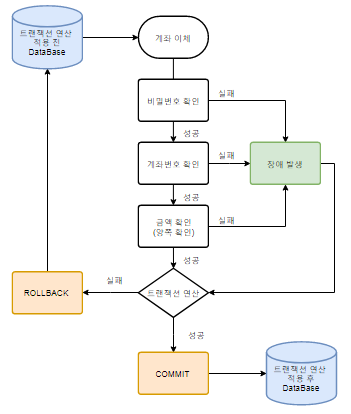 트랜잭션 연산
적용 전
DataBase
계좌 이체
비밀번호 확인
실패
성공
계좌번호 확인
실패
장애 발생
성공
금액 확인
(양쪽 확인)
실패
성공
트랜잭션 연산
실패
ROLLBACK
성공
COMMIT
트랜잭션 연산
적용 후
DataBase